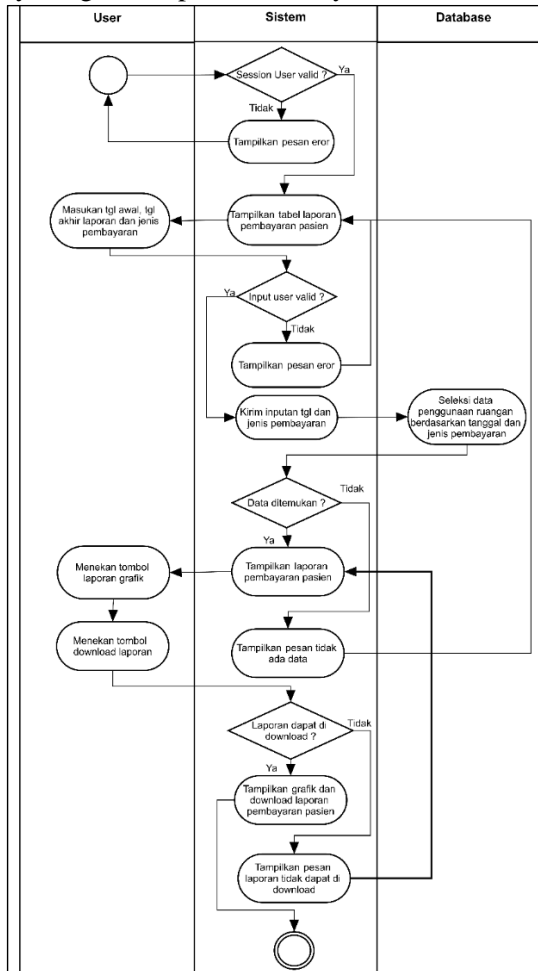 User
Sistem
Database
Session User valid ?
Ya
Tidak
Tampilkan pesan eror
Masukan tgl awal, tgl
akhir laporan dan jenis
pembayaran
Tampilkan tabel laporan
pembayaran pasien
Ya
Input user valid ?
Tidak
Tampilkan pesan eror
Kirim inputan tgl dan
jenis pembayaran
Seleksi data
penggunaan ruangan
berdasarkan tanggal dan
jenis pembayaran
Data ditemukan ?
Tidak
Ya
Menekan tombol
laporan grafik
Tampilkan laporan
pembayaran pasien
Menekan tombol
download laporan
Tampilkan pesan tidak
ada data
Laporan dapat di
download ?
Tidak
Ya
Tampilkan grafik dan
download laporan
pembayaran pasien
Tampilkan pesan
laporan tidak dapat di
download